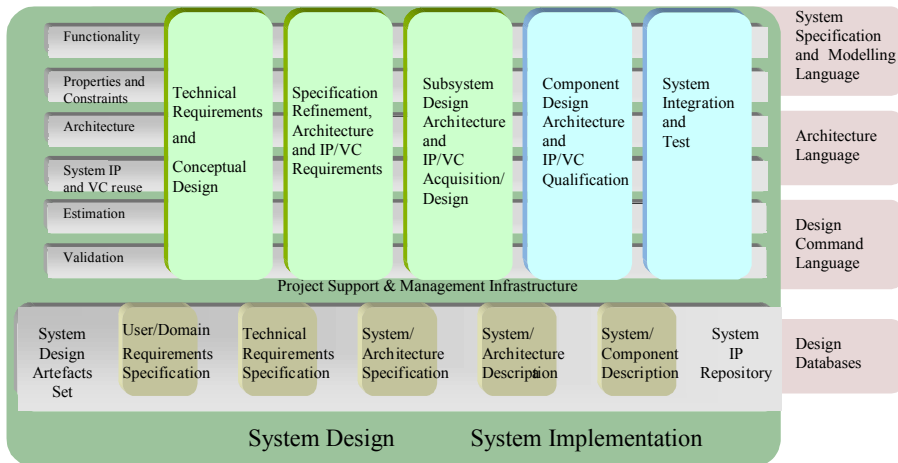 Functionality
Properties and
Constraints
Architecture
System IP
and VC reuse
Estimation
Validation
Technical
Requirements
and
Conceptual
Design
Specification
Refinement,
Architecture
and IP/VC
Requirements
Subsystem
Design
Architecture
and
IP/VC
Acquisition/
Design
Component
Design
Architecture
and
IP/VC
Qualification
System
Integration
and
Test
System
Specification
and Modelling
Language
Architecture
Language
Design
Command
Language
Project Support & Management Infrastructure
System
Design
Artefacts
Set
User/Domain
Requirements
Specification
Technical
Requirements
Specification
System/
Architecture
Specification
System/
Architecture
Description
System/
Component
Description
System
IP
Repository
Design
Databases
System Design
System Implementation